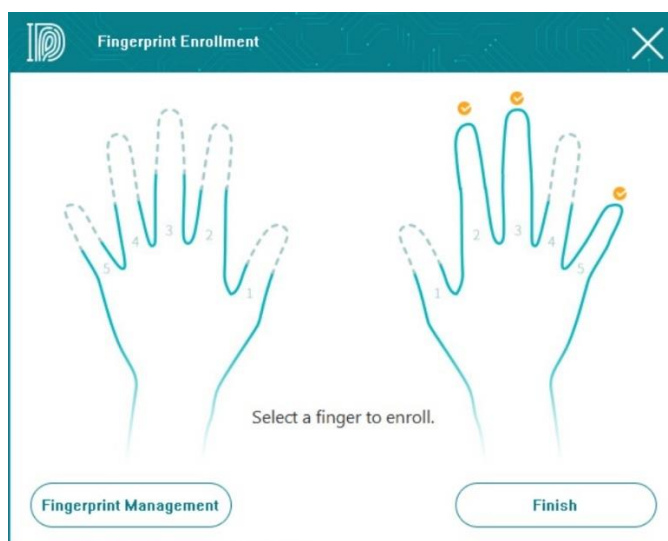 Fingerprint Enrollment
5 4 3 2 1
1 2 3 4 5
Select a finger to enroll.
Fingerprint Management
Finish